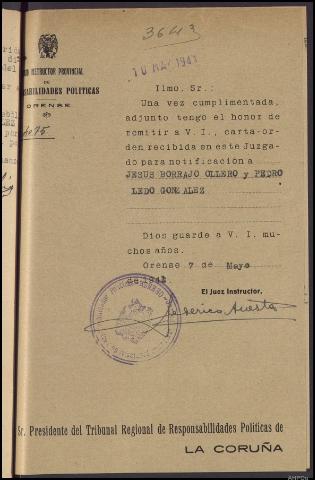 3643
10 MAY 1941
INSTRUCTOR PROVINCIAL
DE
RESPONSABILIDADES POLITICAS
ORENSE
Ilmo. Sr.:
Una vez cumplimentada,
adjunto tengo el honor de
remitir a V. I., carta-or-
den recibida en este Juzga-
do para notificación a
JESUS BORRAJO OLLERO y PEDRO
LEDO GONZALEZ
Dios guarde a V. I. mu-
chos años.
Orense 7 de Mayo
de 1941
El Juez Instructor.
Sr. Presidente del Tribunal Regional de Responsabilidades Politicas de
LA CORUÑA